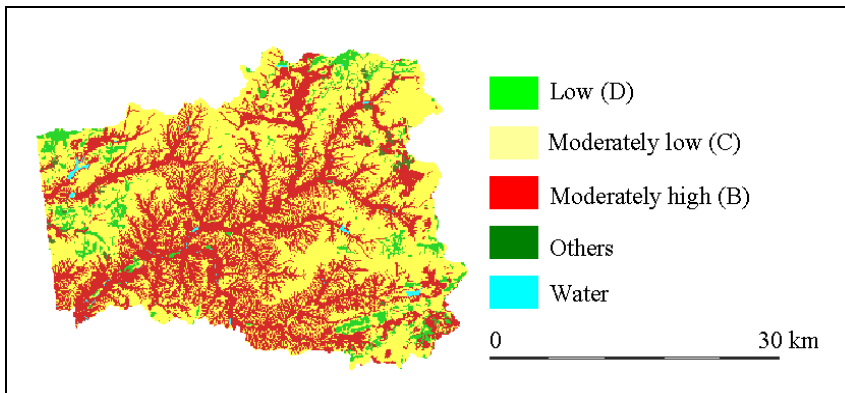 Low (D)
Moderately low (C)
Moderately high (B)
Others
Water
0 30 km